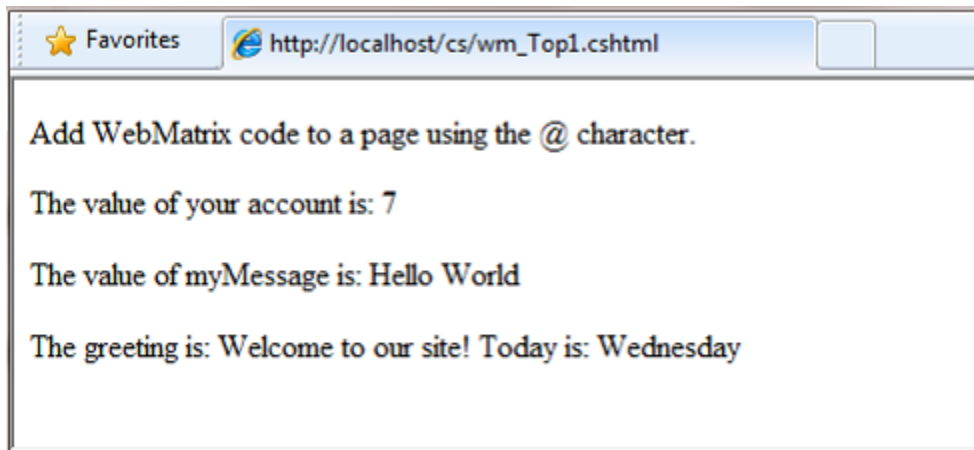 Favorites
http://localhost/cs/wm_Top1.cshtml
Add WebMatrix code to a page using the @ character.
The value of your account is: 7
The value of myMessage is: Hello World
The greeting is: Welcome to our site! Today is: Wednesday